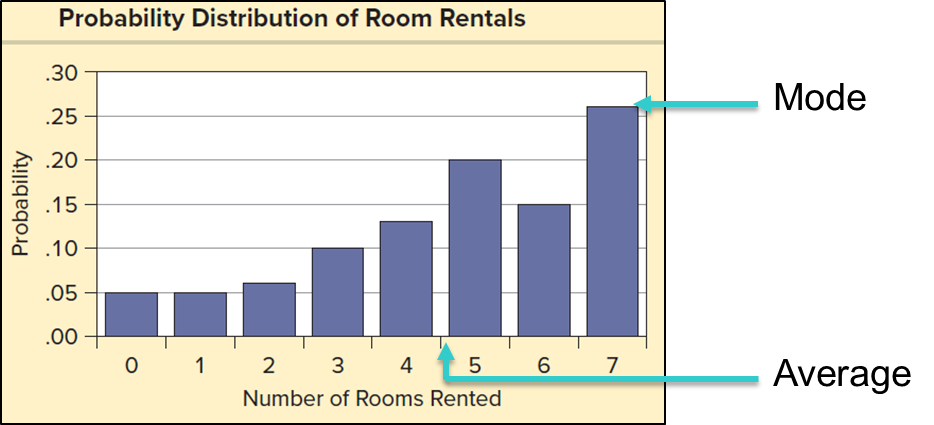 Probability Distribution of Room Rentals
.30
.25
.20
.15
.10
.05
.00
Probability
0 1 2 3 4 5 6 7
Number of Rooms Rented
Mode
Average